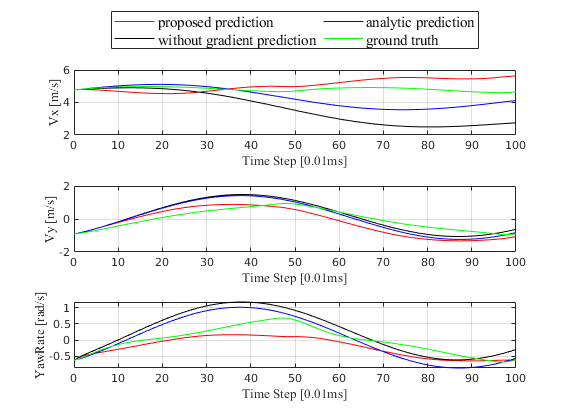 proposed prediction
analytic prediction
without gradient prediction
ground truth
6
4
2
Vx [m/s]
0 10 20 30 40 50 60 70 80 90 100
Time Step [0.01ms]
2
0
-2
Vy [m/s]
0 10 20 30 40 50 60 70 80 90 100
Time Step [0.01ms]
1
0.5
0
-0.5
YawRate [rad/s]
0 10 20 30 40 50 60 70 80 90 100
Time Step [0.01ms]